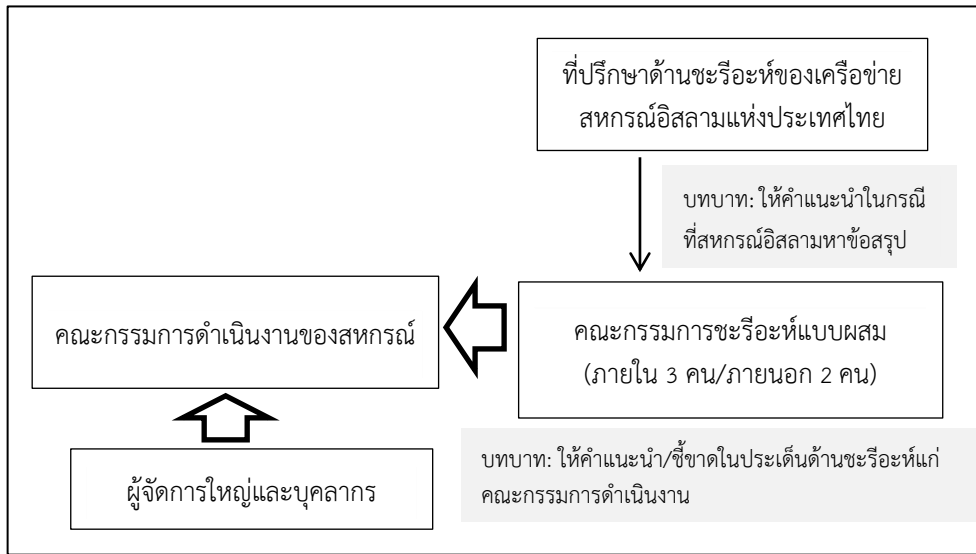 ที่ปรึกษาด้านชะรีอะห์ของเครือข่าย
สหกรณ์อิสลามแห่งประเทศไทย
บทบาท: ให้คำแนะนำในกรณี
ที่สหกรณ์อิสลามหาข้อสรุป
คณะกรรมการดำเนินงานของสหกรณ์
คณะกรรมการชะรีอะห์แบบผสม
(ภายใน 3 คน/ภายนอก 2 คน)
บทบาท: ให้คำแนะนำ/ชี้ขาดในประเด็นด้านชะรีอะห์แก่
คณะกรรมการดำเนินงาน
ผู้จัดการใหญ่และบุคลากร